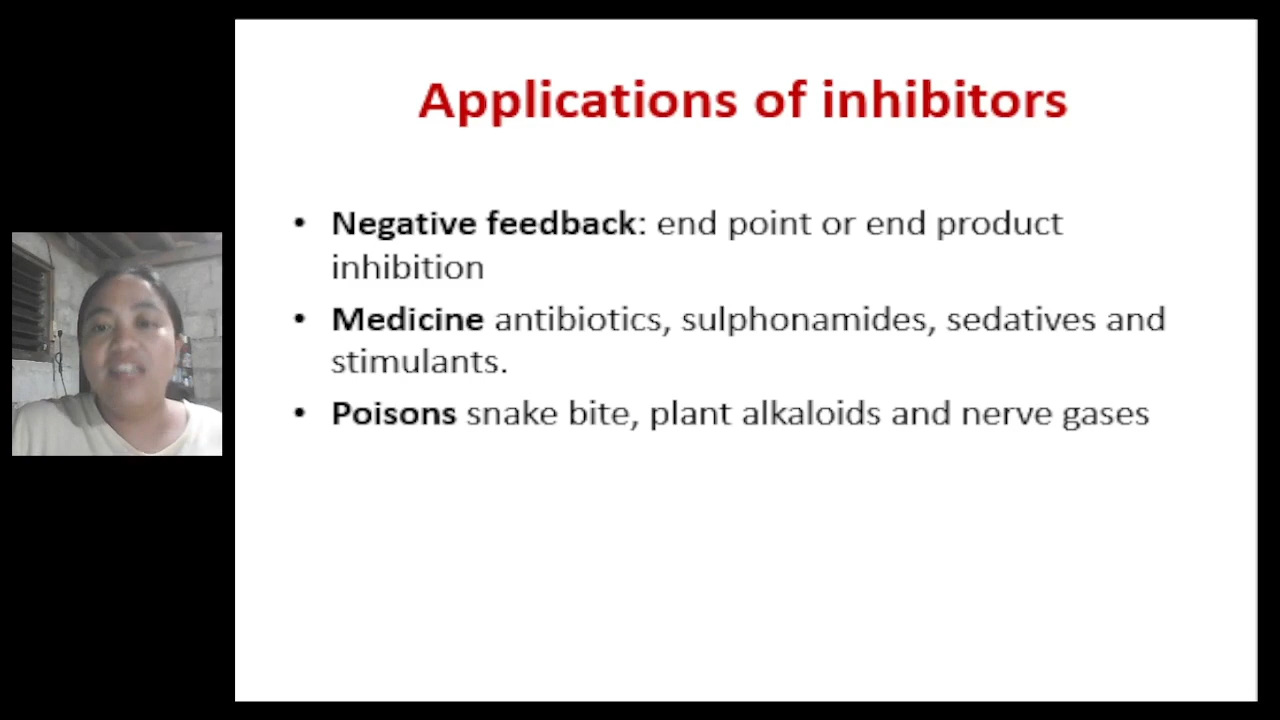 Applications of inhibitors
• Negative feedback: end point or end product
inhibition
• Medicine antibiotics, sulphonamides, sedatives and
stimulants.
• Poisons snake bite, plant alkaloids and nerve gases